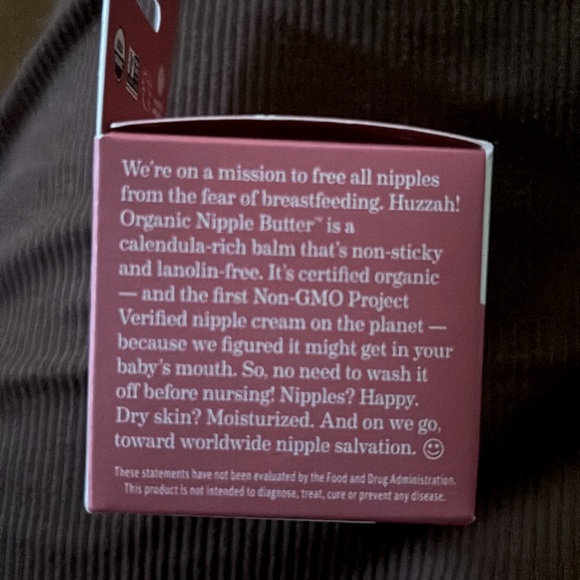 We're on a mission to free all nipples
from the fear of breastfeeding. Huzzah!
Organic Nipple Butter™ is a
calendula-rich balm that's non-sticky
and lanolin-free. It's certified organic
— and the first Non-GMO Project
Verified nipple cream on the planet —
because we figured it might get in your
baby's mouth. So, no need to wash it
off before nursing! Nipples? Happy.
Dry skin? Moisturized. And on we go,
toward worldwide nipple salvation.
These statements have not been evaluated by the Food and Drug Administration.
This product is not intended to diagnose, treat, cure or prevent any disease.